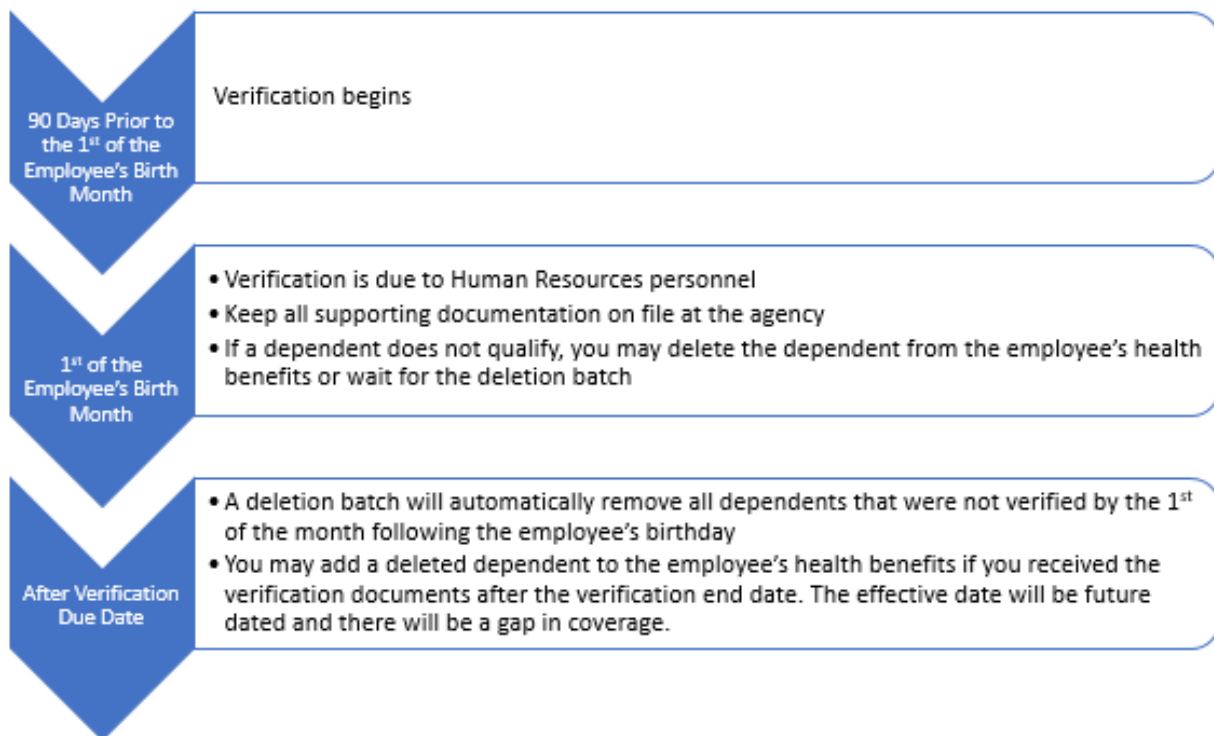 90 Days Prior to
the 1st of the
Employee's Birth
Month
Verification begins
1st of the
Employee's Birth
Month
• Verification is due to Human Resources personnel
• Keep all supporting documentation on file at the agency
• If a dependent does not qualify, you may delete the dependent from the employee's health
benefits or wait for the deletion batch
After Verification
Due Date
• A deletion batch will automatically remove all dependents that were not verified by the 1st
of the month following the employee's birthday
• You may add a deleted dependent to the employee's health benefits if you received the
verification documents after the verification end date. The effective date will be future
dated and there will be a gap in coverage.